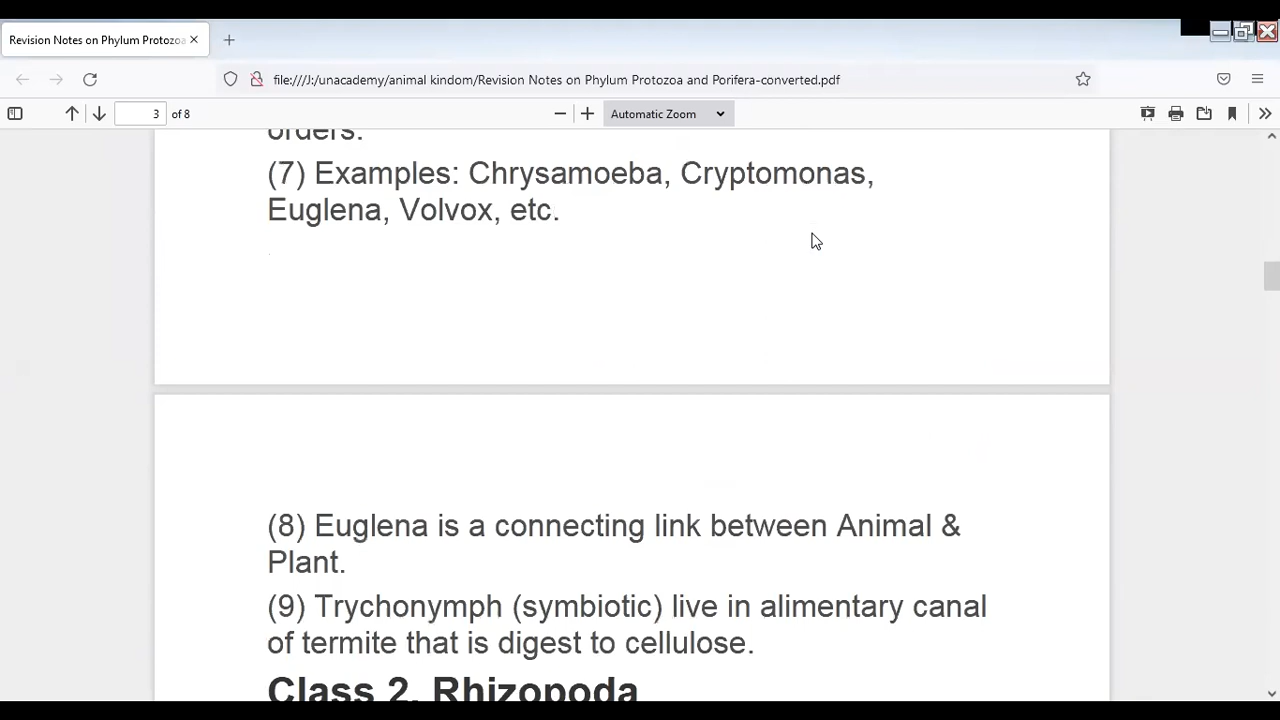 Revision Notes on Phylum Protozoa
file:///J:/unacademy/animal kindom/Revision Notes on Phylum Protozoa and Porifera-converted.pdf
3 of 8
Automatic Zoom
orders.
(7) Examples: Chrysamoeba, Cryptomonas,
Euglena, Volvox, etc.
(8) Euglena is a connecting link between Animal &
Plant.
(9) Trychonymph (symbiotic) live in alimentary canal
of termite that is digest to cellulose.
Class 2. Rhizopoda